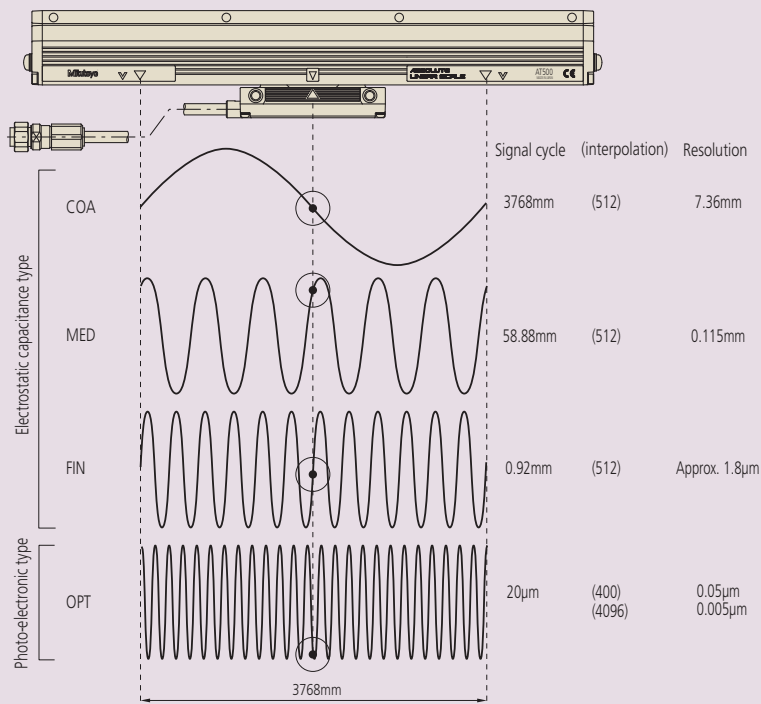 Mitutoyo
ABSOLUTE
LINEAR SCALE
AT500
CE
Signal cycle (interpolation) Resolution
Electrostatic capacitance type
COA 3768mm (512) 7.36mm
MED 58.88mm (512) 0.115mm
FIN 0.92mm (512) Approx. 1.8µm
Photo-electronic type
OPT 20µm (400) 0.05µm
(4096) 0.005µm
3768mm